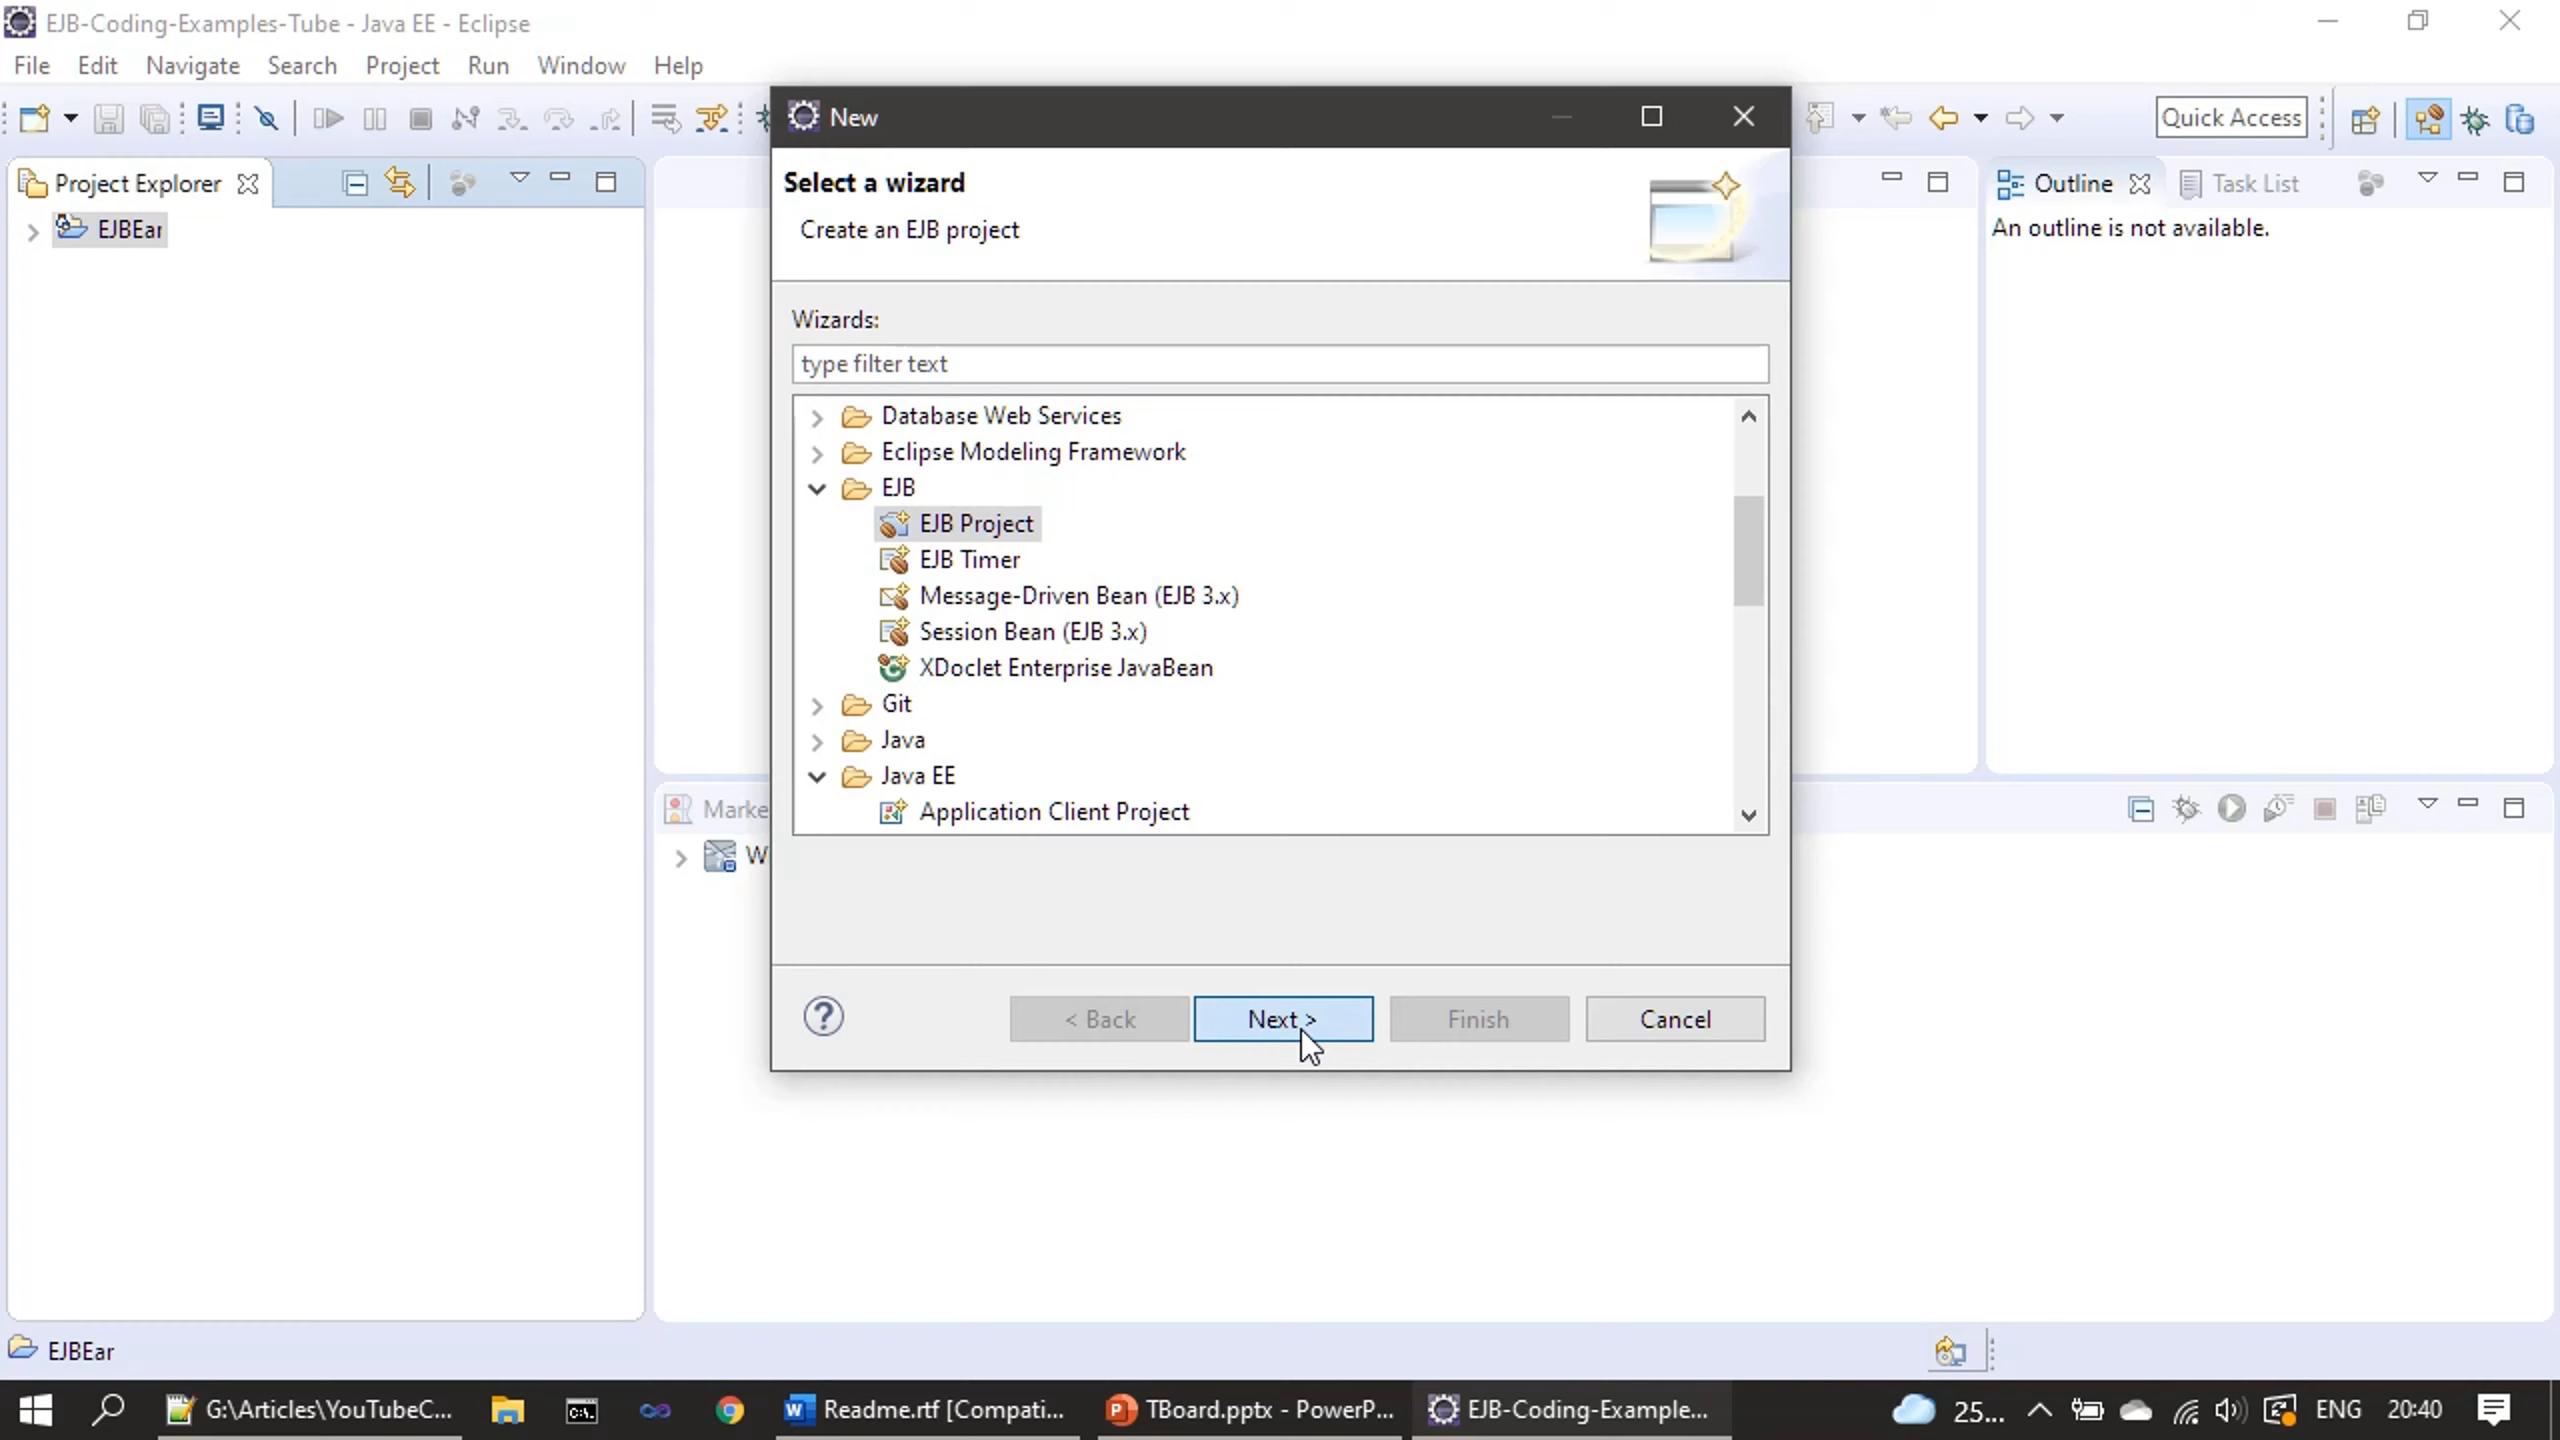 EJB-Coding-Examples-Tube - Java EE - Eclipse
File Edit Navigate Search Project Run Window Help
Quick Access
Project Explorer
EJBEar
New
Select a wizard
Create an EJB project
Wizards:
type filter text
Database Web Services
Eclipse Modeling Framework
EJB
EJB Project
EJB Timer
Message-Driven Bean (EJB 3.x)
Session Bean (EJB 3.x)
XDoclet Enterprise JavaBean
Git
Java
Java EE
Application Client Project
< Back Next > Finish Cancel
Outline Task List
An outline is not available.
Marke
W
EJBEar
G:\Articles\YouTubeC... Readme.rtf [Compati... TBoard.pptx - PowerP... EJB-Coding-Example... 25... ENG 20:40